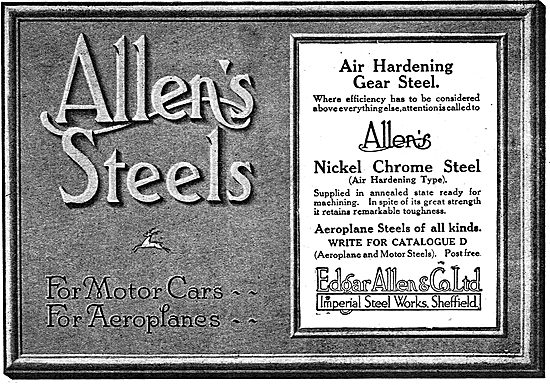 Allen's
Steels
For Motor Cars ~ ~
For Aeroplanes ~ ~
Air Hardening
Gear Steel.
Where efficiency has to be considered
above everything else, attention is called to
Allen's
Nickel Chrome Steel
(Air Hardening Type).
Supplied in annealed state ready for
machining. In spite of its great strength
it retains remarkable toughness.
Aeroplane Steels of all kinds.
WRITE FOR CATALOGUE D
(Aeroplane and Motor Steels). Post free.
Edgar Allen & Co Ltd
Imperial Steel Works, Sheffield.